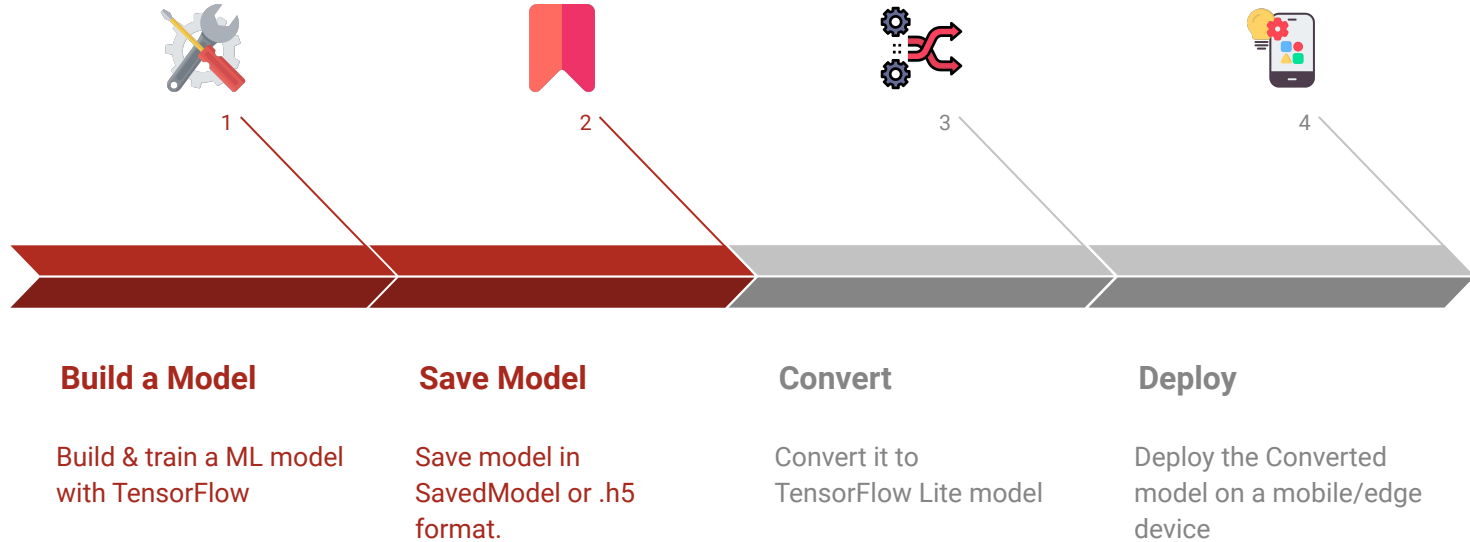 1
2
3
4
Build a Model
Build & train a ML model
with TensorFlow
Save Model
Save model in
SavedModel or .h5
format.
Convert
Convert it to
TensorFlow Lite model
Deploy
Deploy the Converted
model on a mobile/edge
device